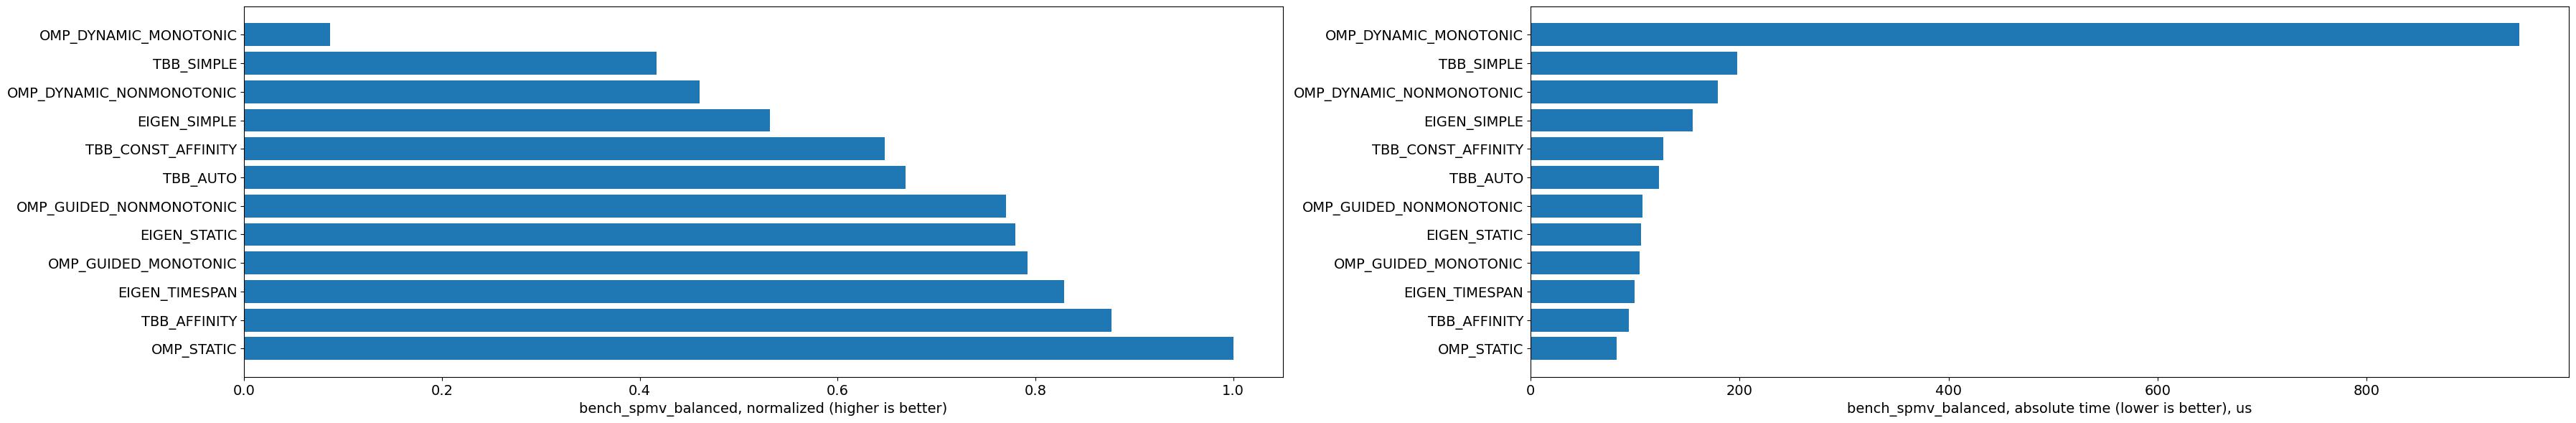 OMP_DYNAMIC_MONOTONIC
TBB_SIMPLE
OMP_DYNAMIC_NONMONOTONIC
EIGEN_SIMPLE
TBB_CONST_AFFINITY
TBB_AUTO
OMP_GUIDED_NONMONOTONIC
EIGEN_STATIC
OMP_GUIDED_MONOTONIC
EIGEN_TIMESPAN
TBB_AFFINITY
OMP_STATIC
0.0 0.2 0.4 0.6 0.8 1.0
bench_spmv_balanced, normalized (higher is better)
OMP_DYNAMIC_MONOTONIC
TBB_SIMPLE
OMP_DYNAMIC_NONMONOTONIC
EIGEN_SIMPLE
TBB_CONST_AFFINITY
TBB_AUTO
OMP_GUIDED_NONMONOTONIC
EIGEN_STATIC
OMP_GUIDED_MONOTONIC
EIGEN_TIMESPAN
TBB_AFFINITY
OMP_STATIC
0 200 400 600 800
bench_spmv_balanced, absolute time (lower is better), us